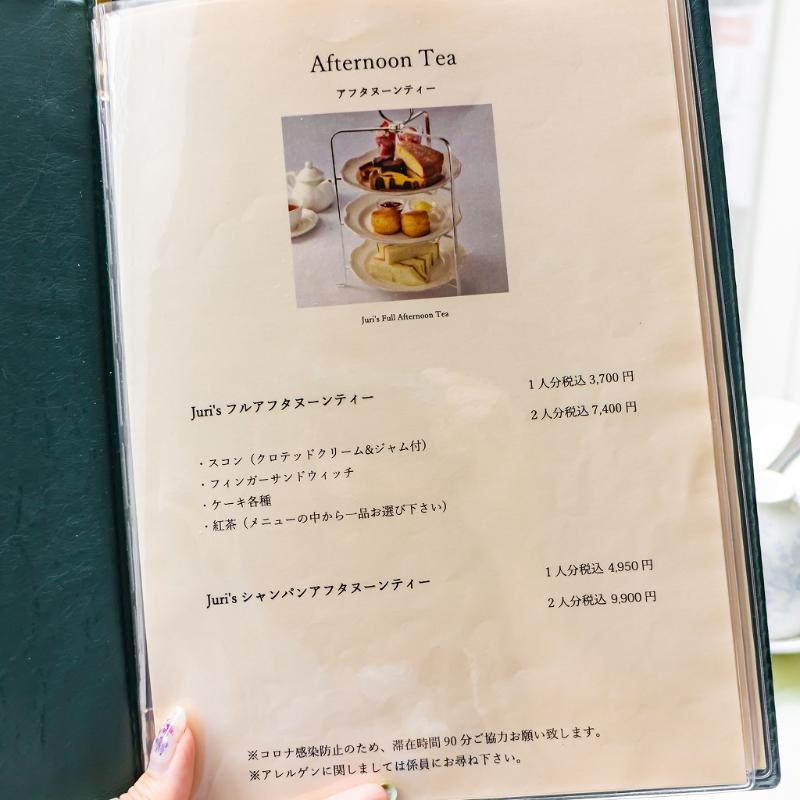 Afternoon Tea
アフタヌーンティー
Juri's Full Afternoon Tea
Juri's フルアフタヌーンティー
1人分税込 3,700 円
2人分税込 7,400 円
・スコン（クロテッドクリーム&ジャム付）
・フィンガーサンドウィッチ
・ケーキ各種
・紅茶（メニューの中から一品お選び下さい）
Juri's シャンパンアフタヌーンティー
1人分税込 4,950 円
2人分税込 9,900 円
※コロナ感染防止のため、滞在時間 90 分ご協力お願い致します。
※アレルゲンに関しましては係員にお尋ね下さい。